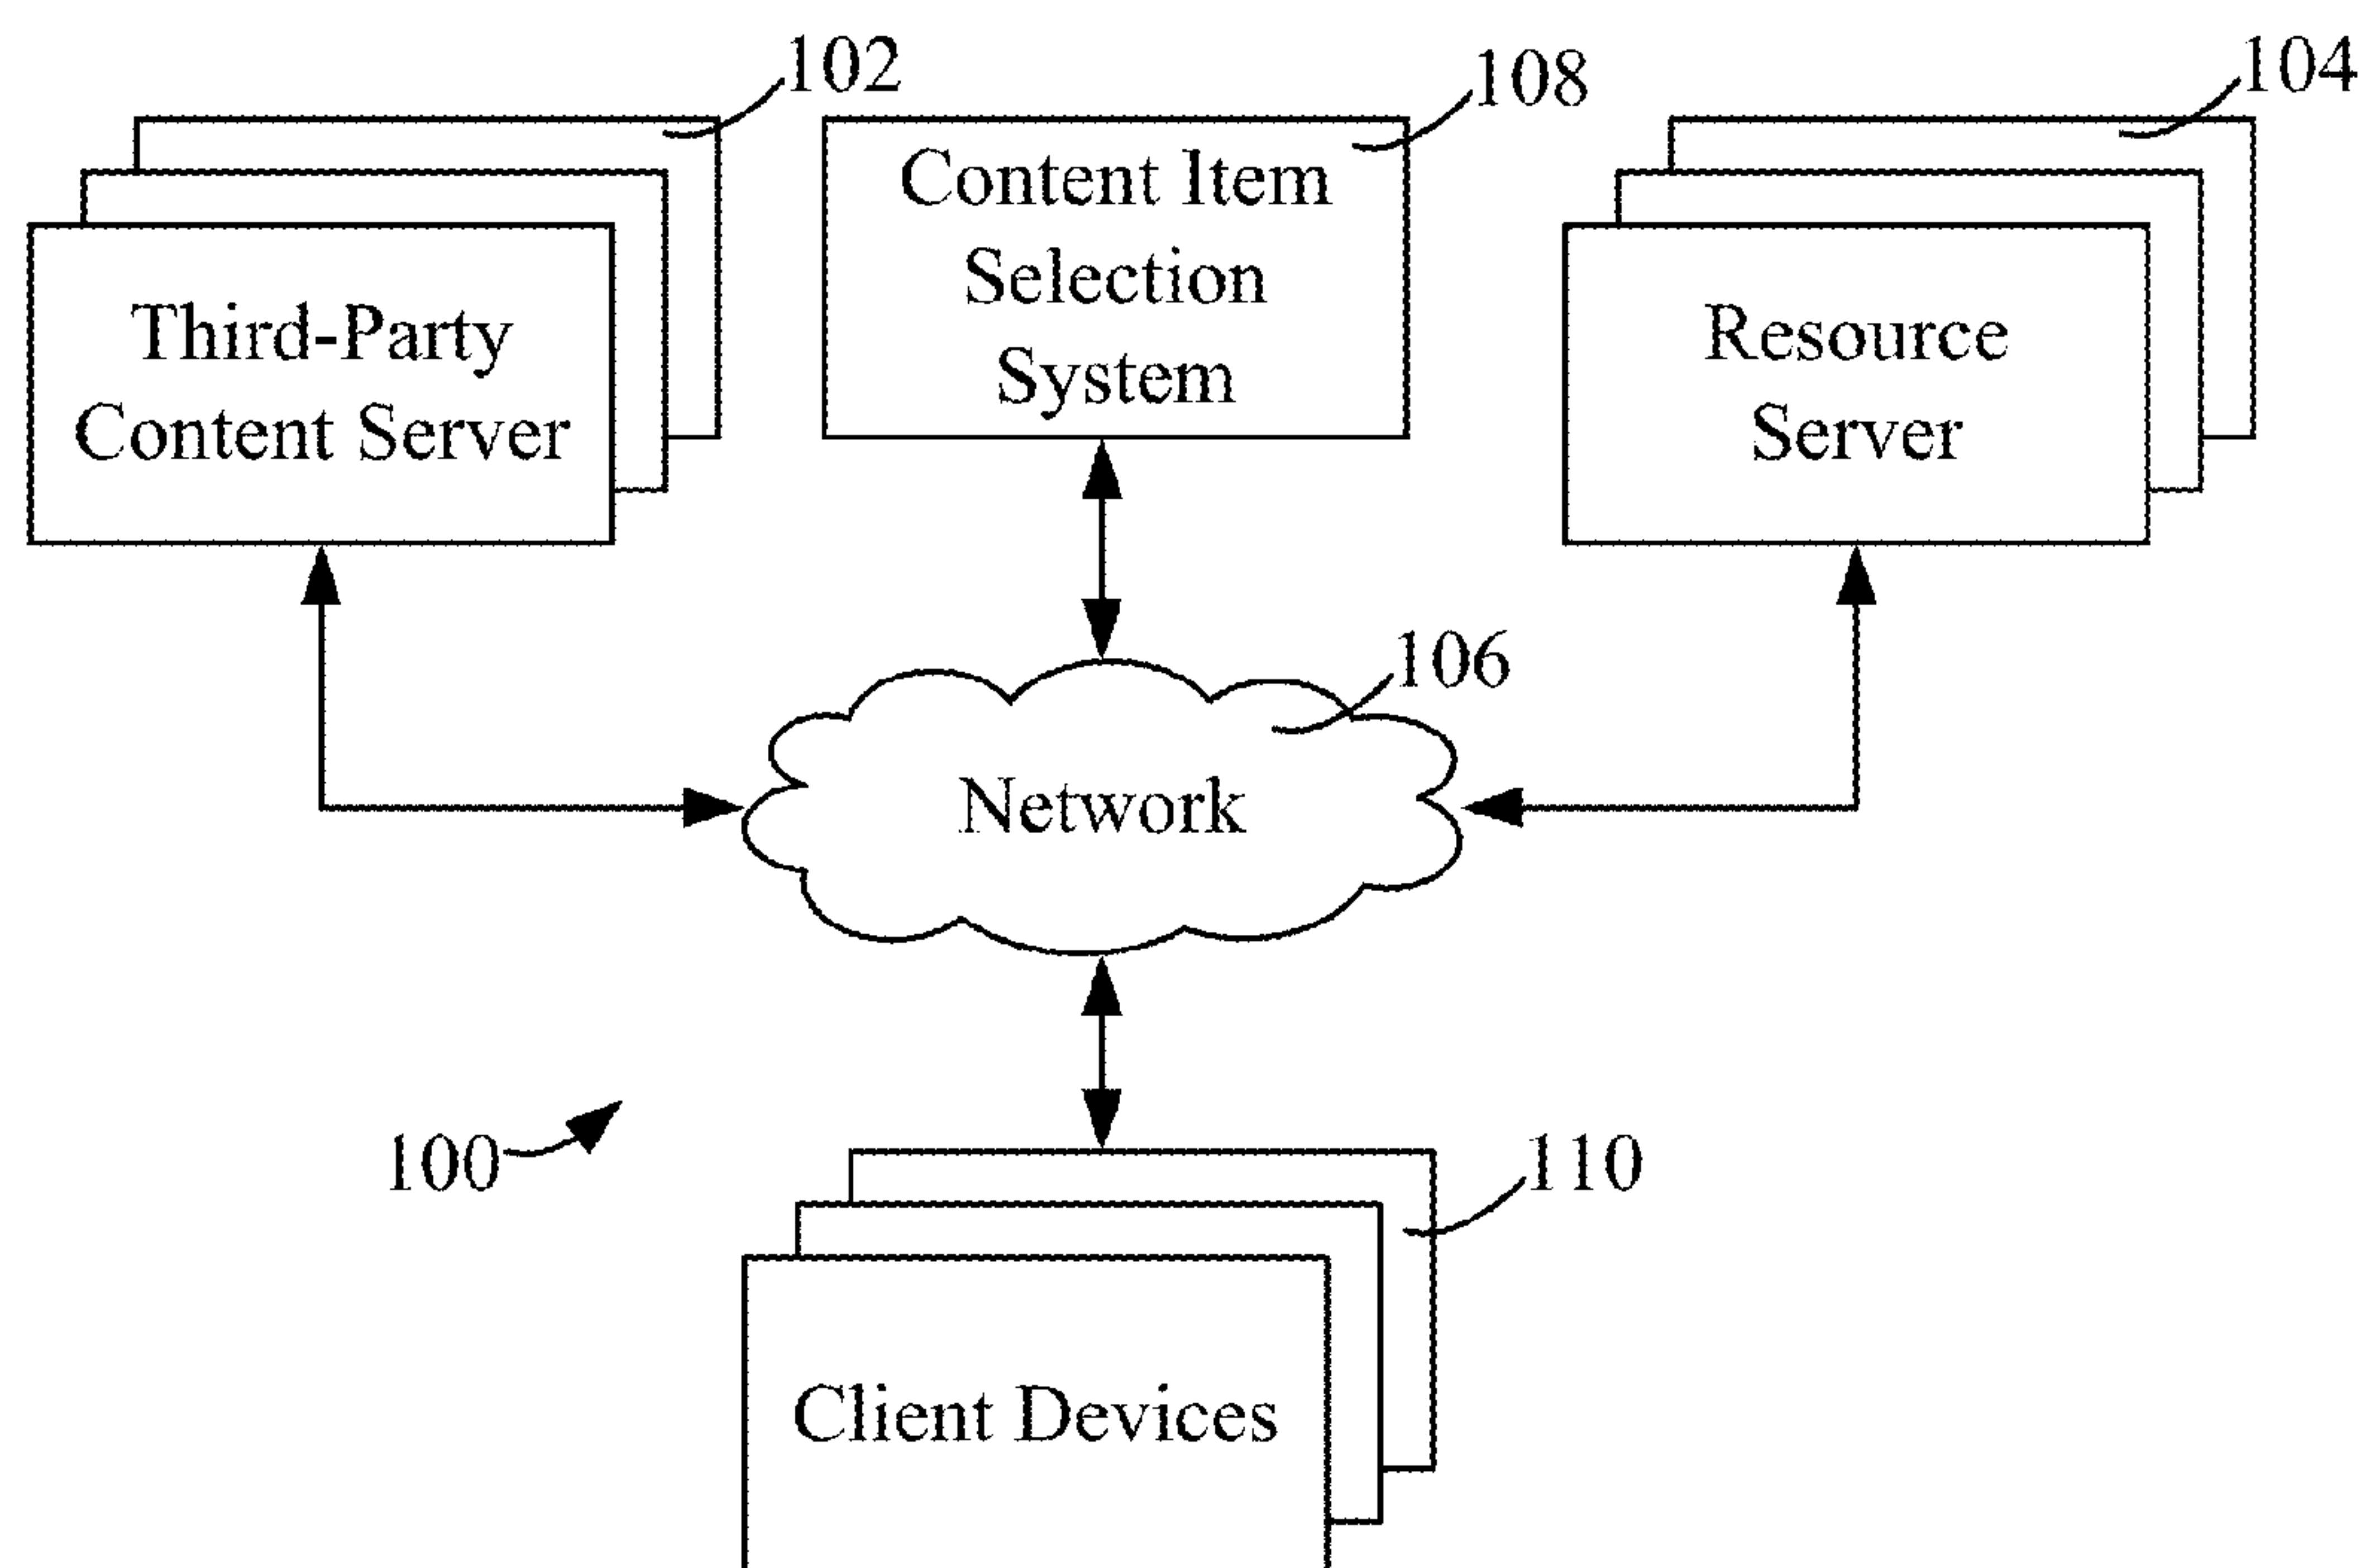 102
108
104
Third-Party
Content Server
Content Item
Selection
System
Resource
Server
106
Network
100
110
Client Devices